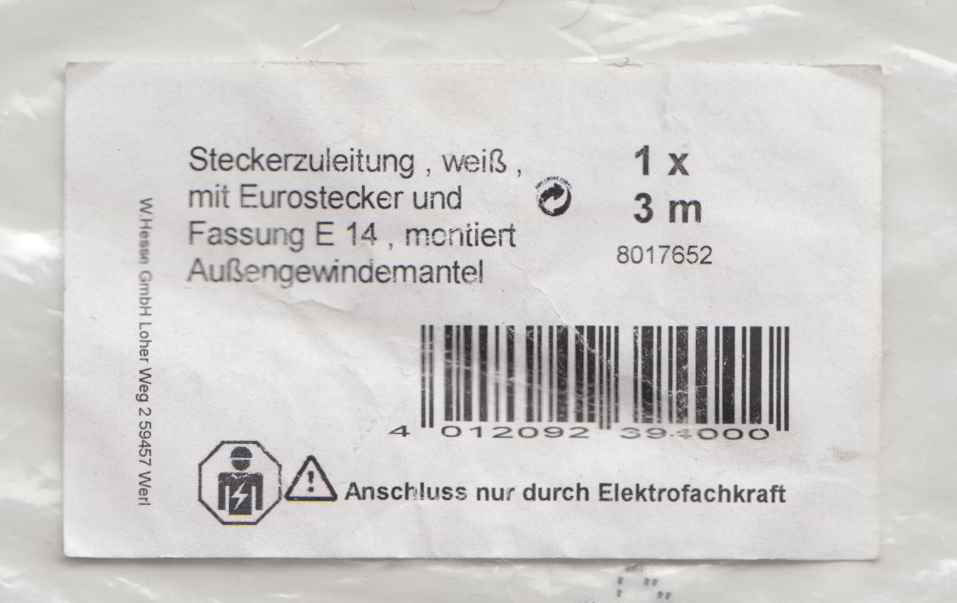 Steckerzuleitung , weiß ,
mit Eurostecker und
Fassung E 14 , montiert
Außengewindemantel
1 x
3 m
8017652
W.Hessn GmbH Loher Weg 2 59457 Werl
4 012092 394000
Anschluss nur durch Elektrofachkraft